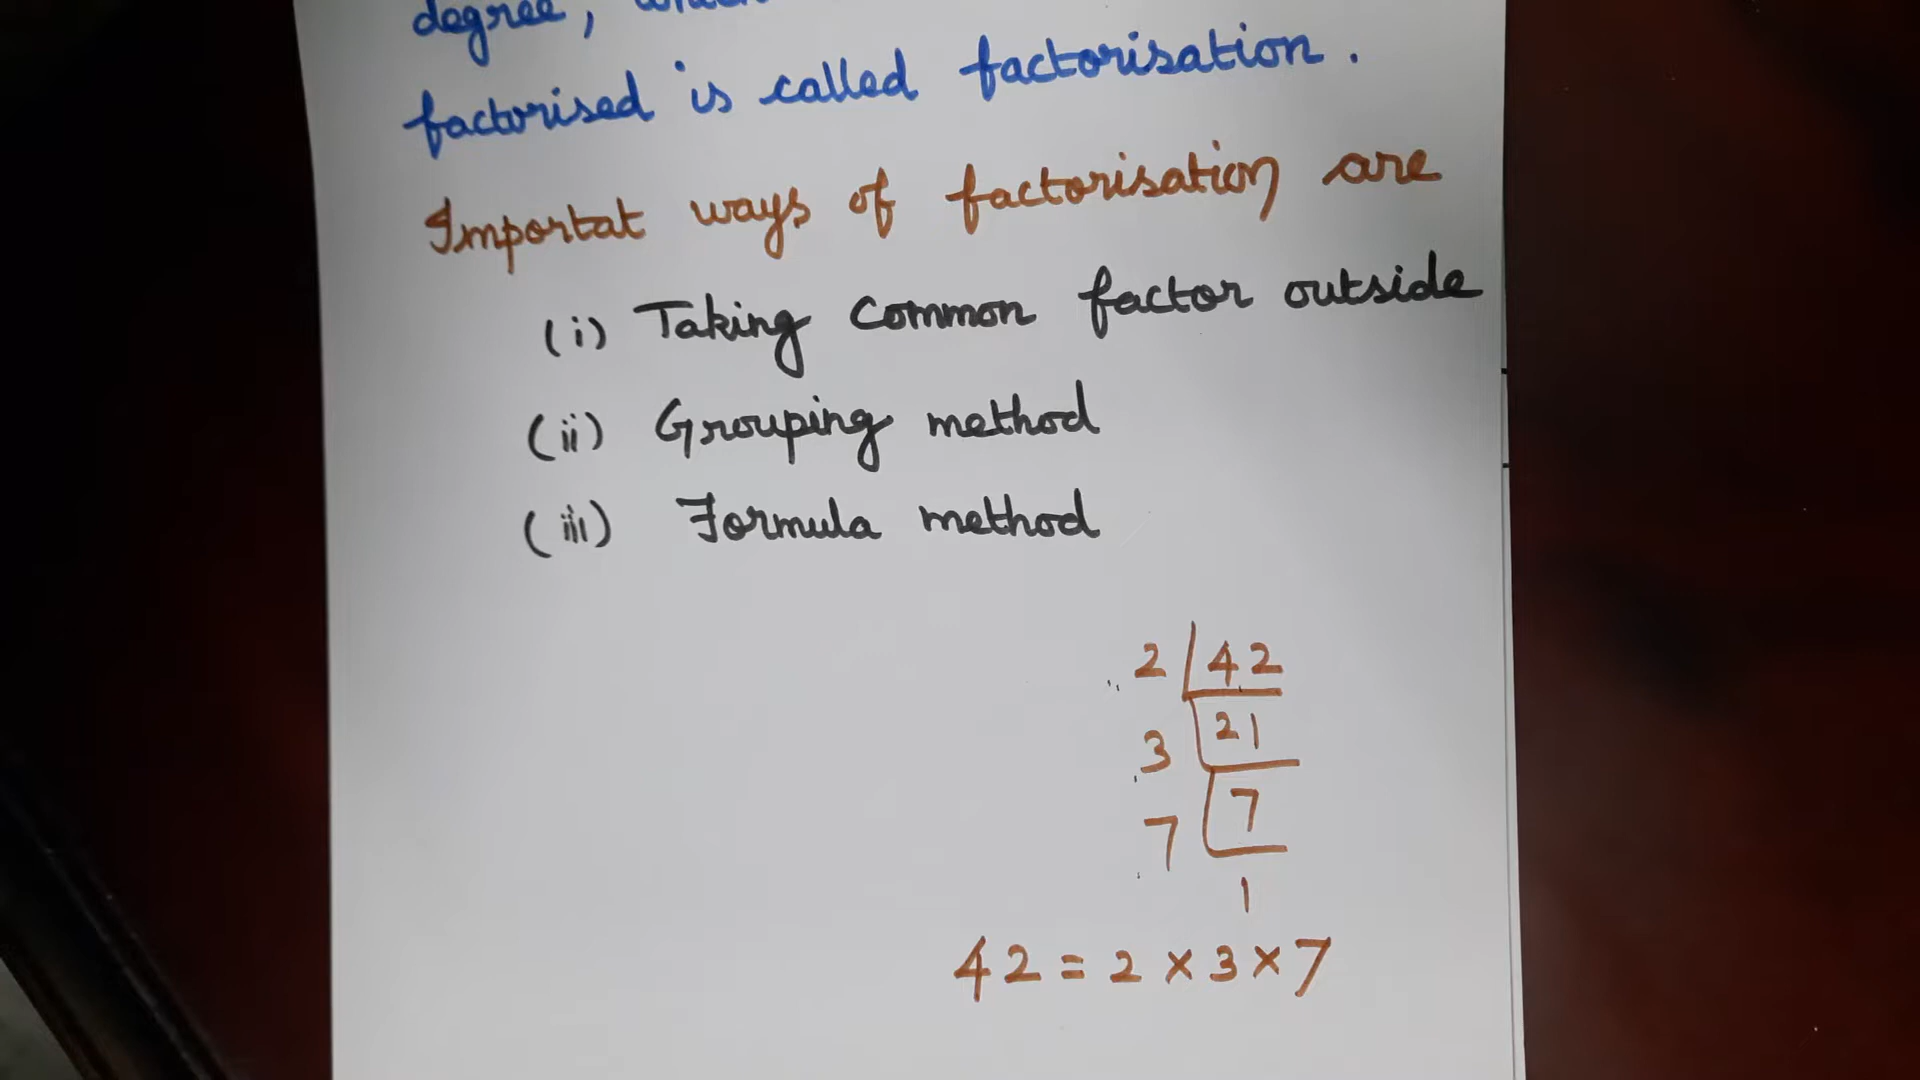 degree,
factorised is called factorisation.
Importat ways of factorisation are
(i) Taking common factor outside
(ii) Grouping method
(iii) Formula method
2 | 42
3 | 21
7 | 7
1
42 = 2 × 3 × 7